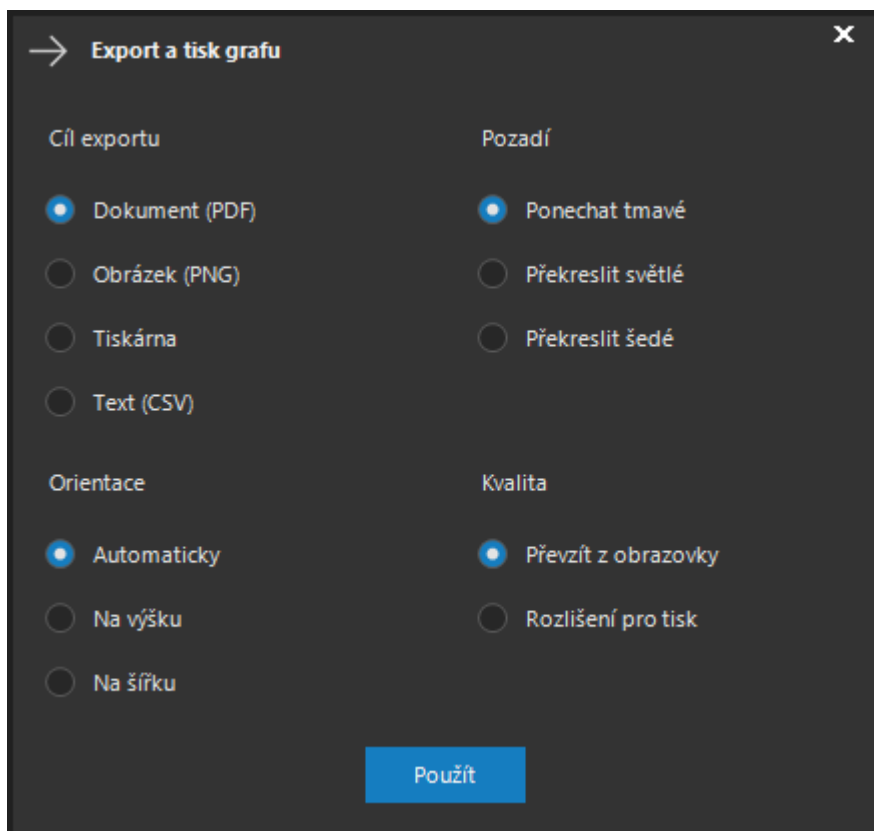 Export a tisk grafu
Cíl exportu
Dokument (PDF)
Obrázek (PNG)
Tiskárna
Text (CSV)
Pozadí
Ponechat tmavé
Překreslit světlé
Překreslit šedé
Orientace
Automaticky
Na výšku
Na šířku
Kvalita
Převzít z obrazovky
Rozlišení pro tisk
Použít